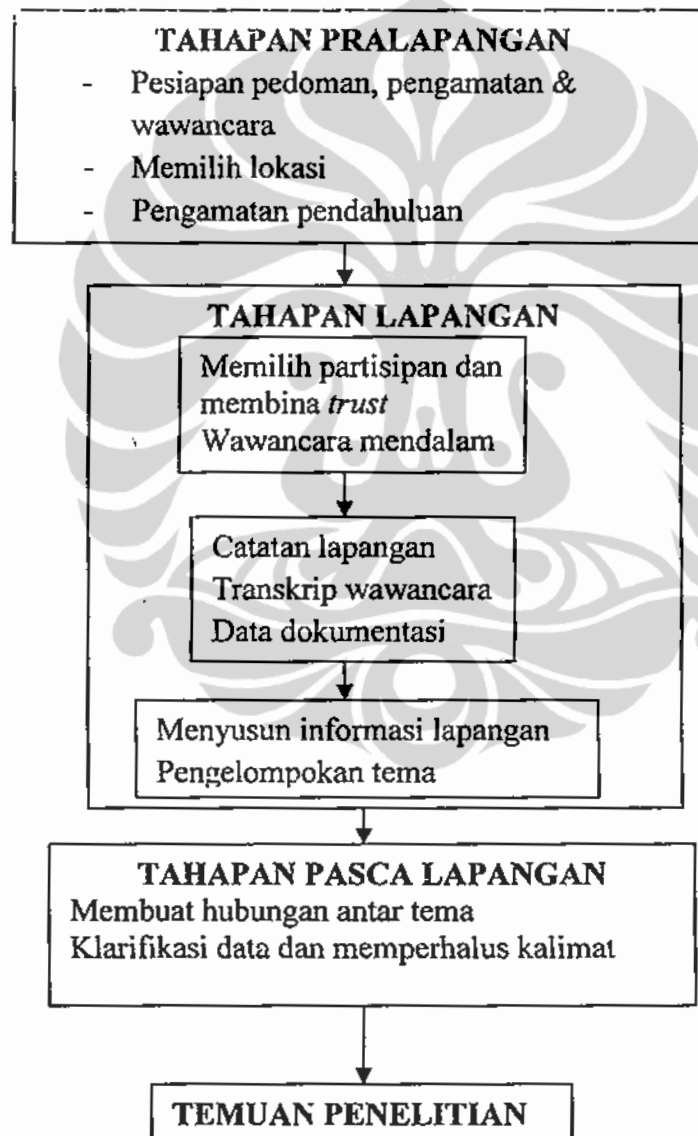 TAHAPAN PRALAPANGAN
- Pesiapan pedoman, pengamatan &
wawancara
- Memilih lokasi
- Pengamatan pendahuluan
TAHAPAN LAPANGAN
Memilih partisipan dan
membina trust
Wawancara mendalam
Catatan lapangan
Transkrip wawancara
Data dokumentasi
Menyusun informasi lapangan
Pengelompokan tema
TAHAPAN PASCA LAPANGAN
Membuat hubungan antar tema
Klarifikasi data dan memperhalus kalimat
TEMUAN PENELITIAN